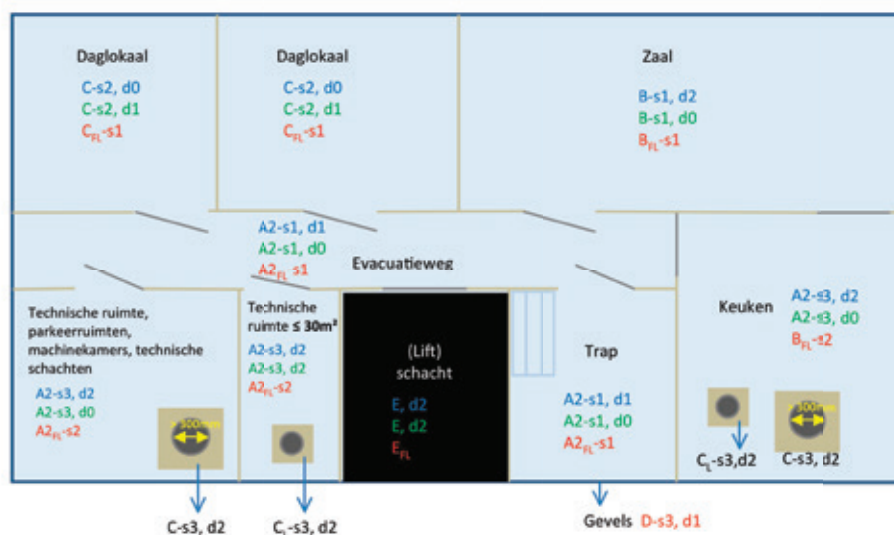 Daglokaal
C-s2, d0
C-s2, d1
CFL-s1
Daglokaal
C-s2, d0
C-s2, d1
CFL-s1
Zaal
B-s1, d2
B-s1, d0
BFL-s1
A2-s1, d1
A2-s1, d0
A2FL-s1
Evacuatieweg
Technische ruimte,
parkeerruimten,
machinekamers, technische
schachten
A2-s3, d2
A2-s3, d0
A2FL-s2
> 300mm
Technische
ruimte ≤ 30m²
A2-s3, d2
A2-s3, d2
A2FL-s2
(Lift)
schacht
E, d2
E, d2
EFL
Trap
A2-s1, d1
A2-s1, d0
A2FL-s1
Keuken
A2-s3, d2
A2-s3, d0
BFL-s2
> 300mm
CL-s3,d2
C-s3, d2
C-s3, d2
CL-s3, d2
Gevels D-s3, d1